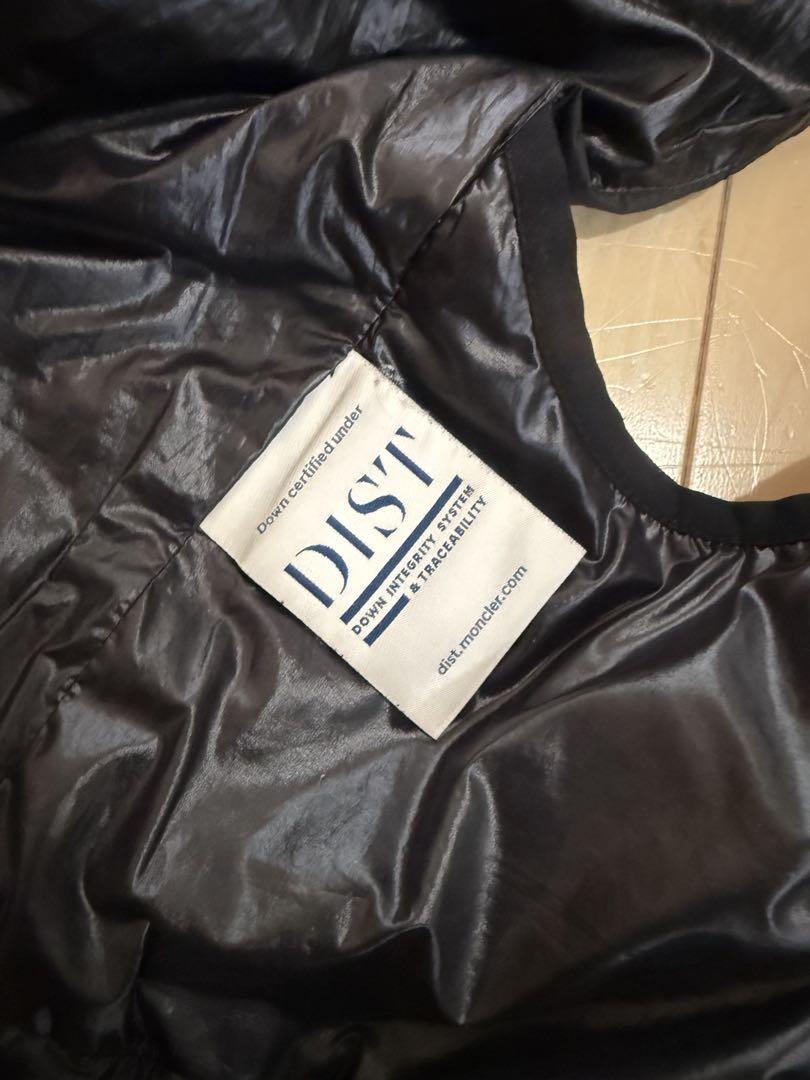 Down certified under
DIST
DOWN INTEGRITY SYSTEM
& TRACEABILITY
dist.moncler.com